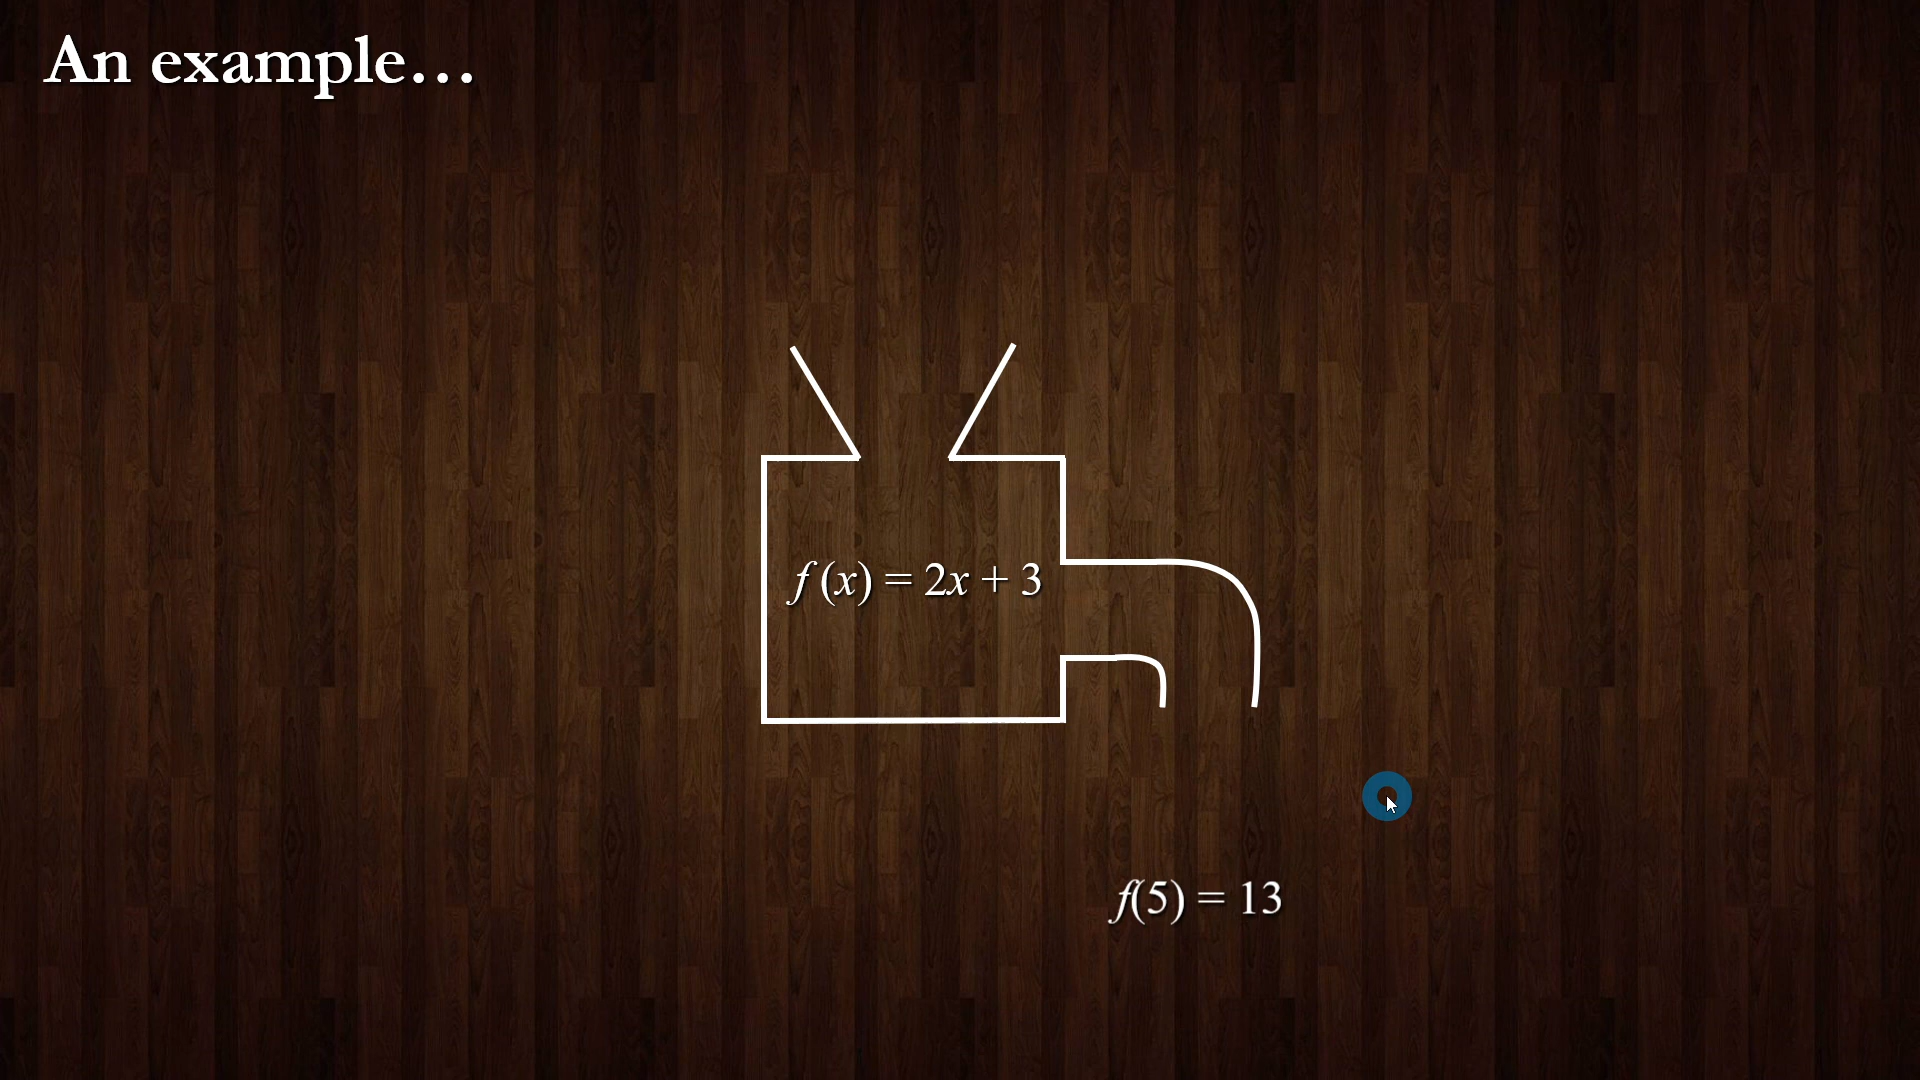 An example…
f (x) = 2x + 3
f(5) = 13